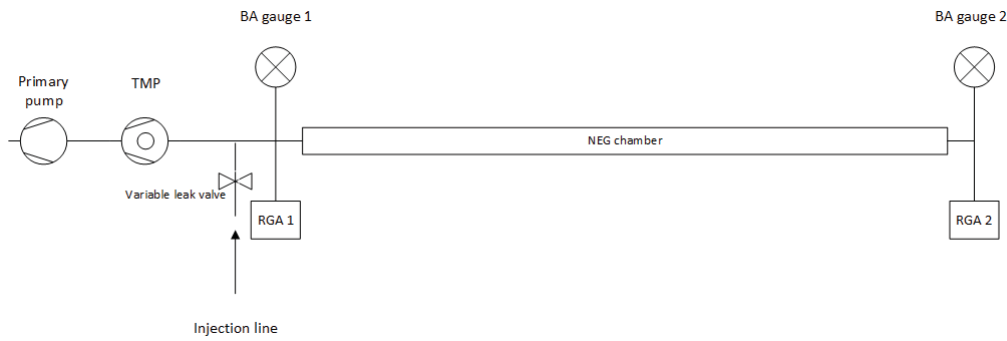 BA gauge 1
BA gauge 2
Primary
pump
TMP
NEG chamber
Variable leak valve
RGA 1
RGA 2
Injection line